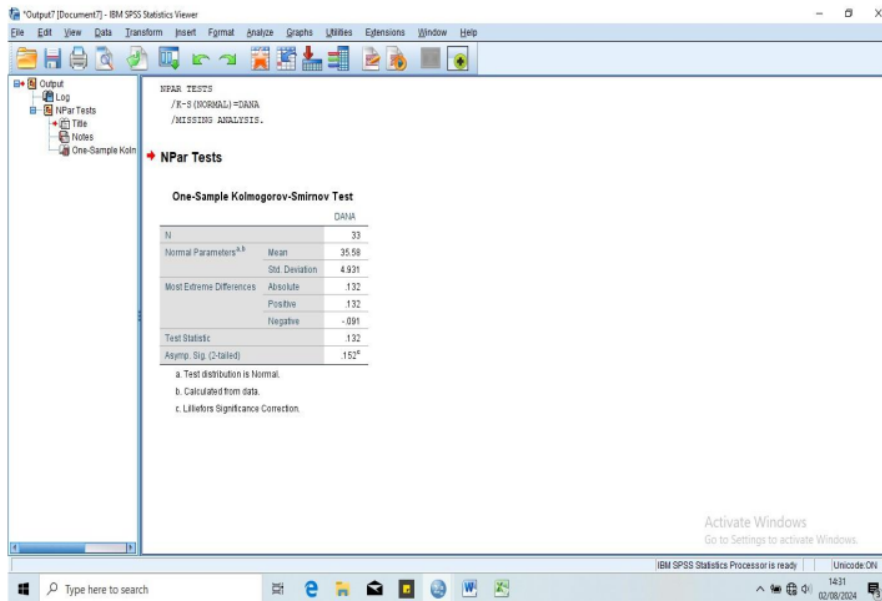 *Output7 [Document7] - IBM SPSS Statistics Viewer
File Edit View Data Transform Insert Format Analyze Graphs Utilities Extensions Window Help
Output
Log
NPar Tests
Title
Notes
One-Sample Kolm
NPAR TESTS
/K-S(NORMAL)=DANA
/MISSING ANALYSIS.
NPar Tests
One-Sample Kolmogorov-Smirnov Test
DANA
N 33
Normal Parameters a,b Mean 35.58
Std. Deviation 4.931
Most Extreme Differences Absolute .132
Positive .132
Negative -.091
Test Statistic .132
Asymp. Sig. (2-tailed) .152c
a. Test distribution is Normal.
b. Calculated from data.
c. Lilliefors Significance Correction.
Activate Windows
Go to Settings to activate Windows.
IBM SPSS Statistics Processor is ready Unicode:ON
Type here to search
14:31
02/08/2024